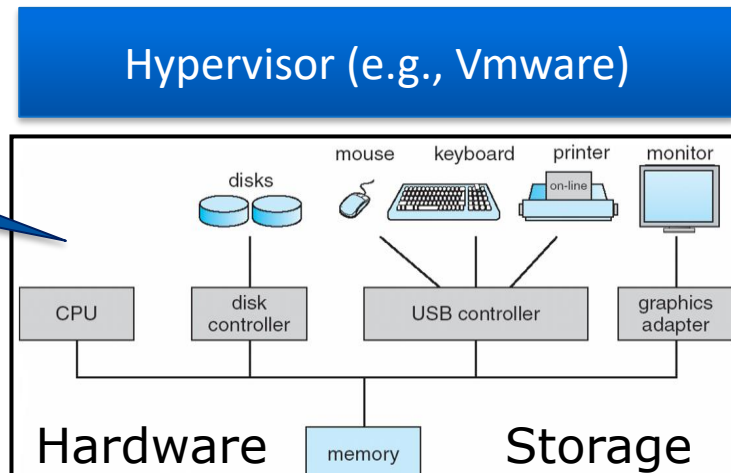 Hypervisor (e.g., Vmware)
mouse keyboard printer monitor
disks
on-line
CPU
disk
controller
USB controller
graphics
adapter
Hardware
memory
Storage